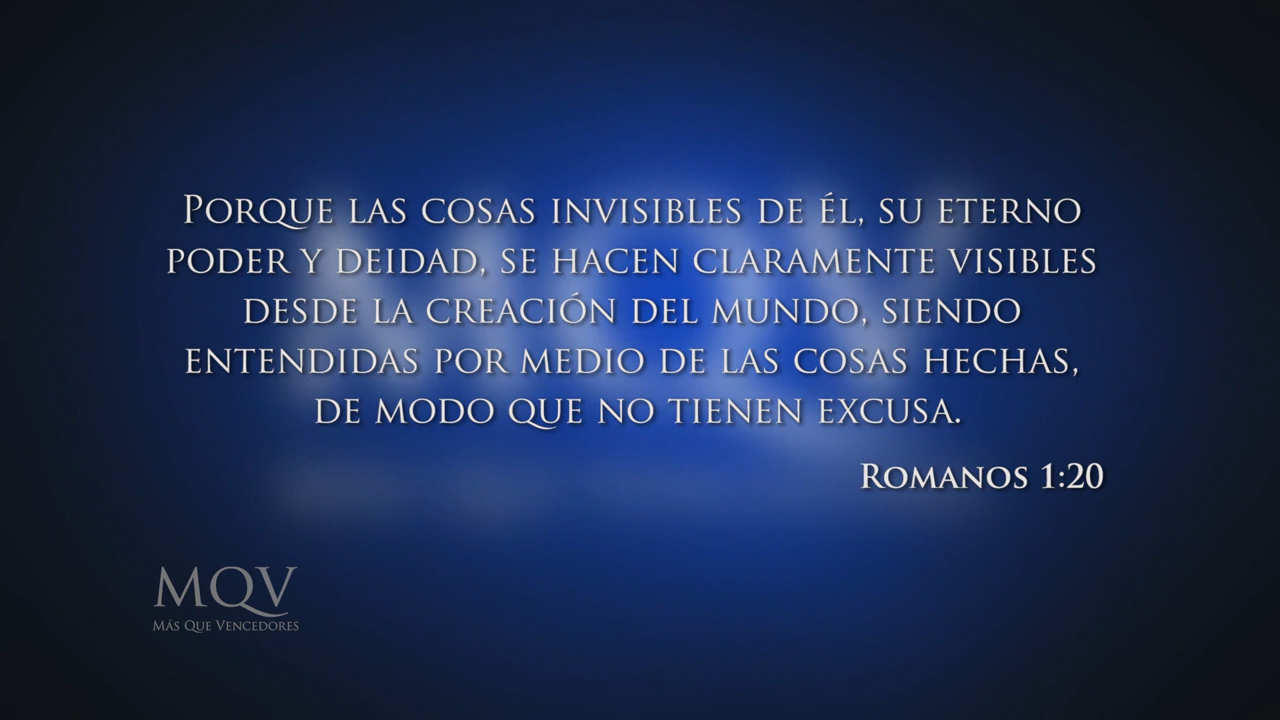 Porque las cosas invisibles de él, su eterno
poder y deidad, se hacen claramente visibles
desde la creación del mundo, siendo
entendidas por medio de las cosas hechas,
de modo que no tienen excusa.
Romanos 1:20
MQV
Más Que Vencedores